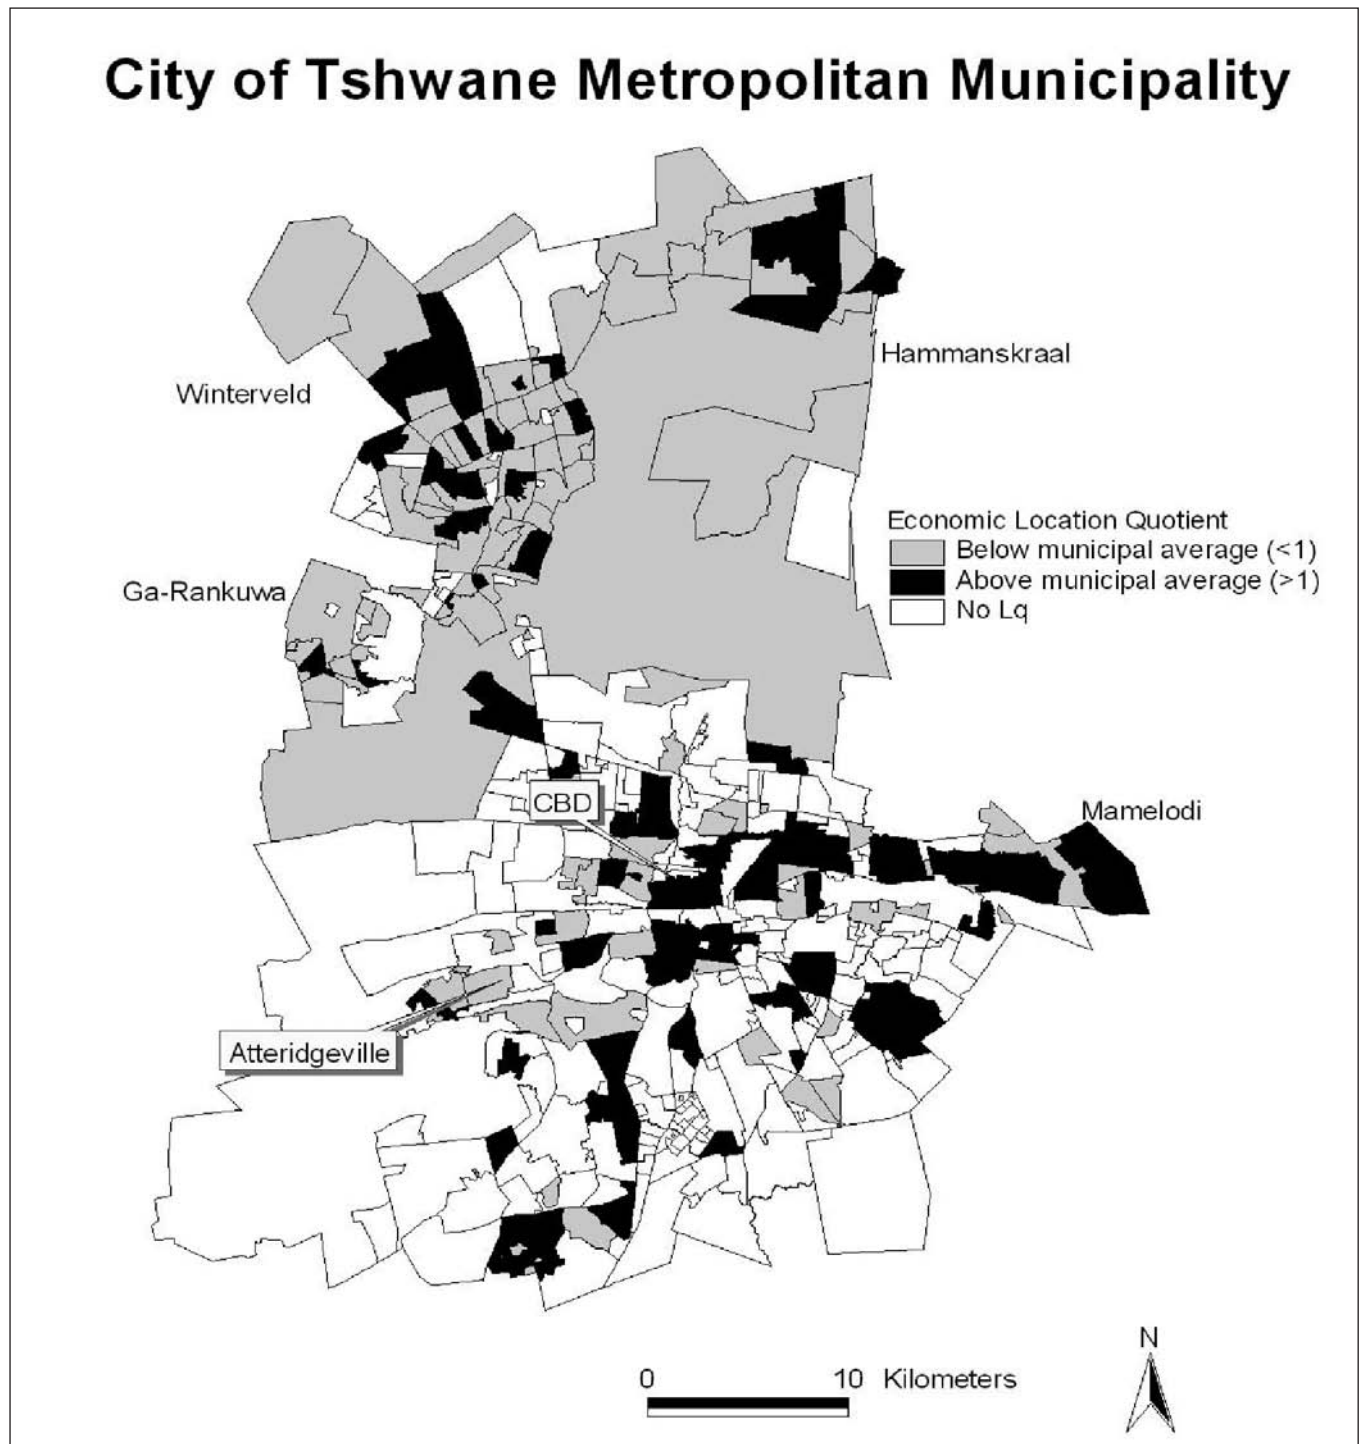 City of Tshwane Metropolitan Municipality
Hammanskraal
Winterveld
Economic Location Quotient
Below municipal average (<1)
Above municipal average (>1)
No Lq
Ga-Rankuwa
CBD
Mamelodi
Atteridgeville
N
0 10 Kilometers